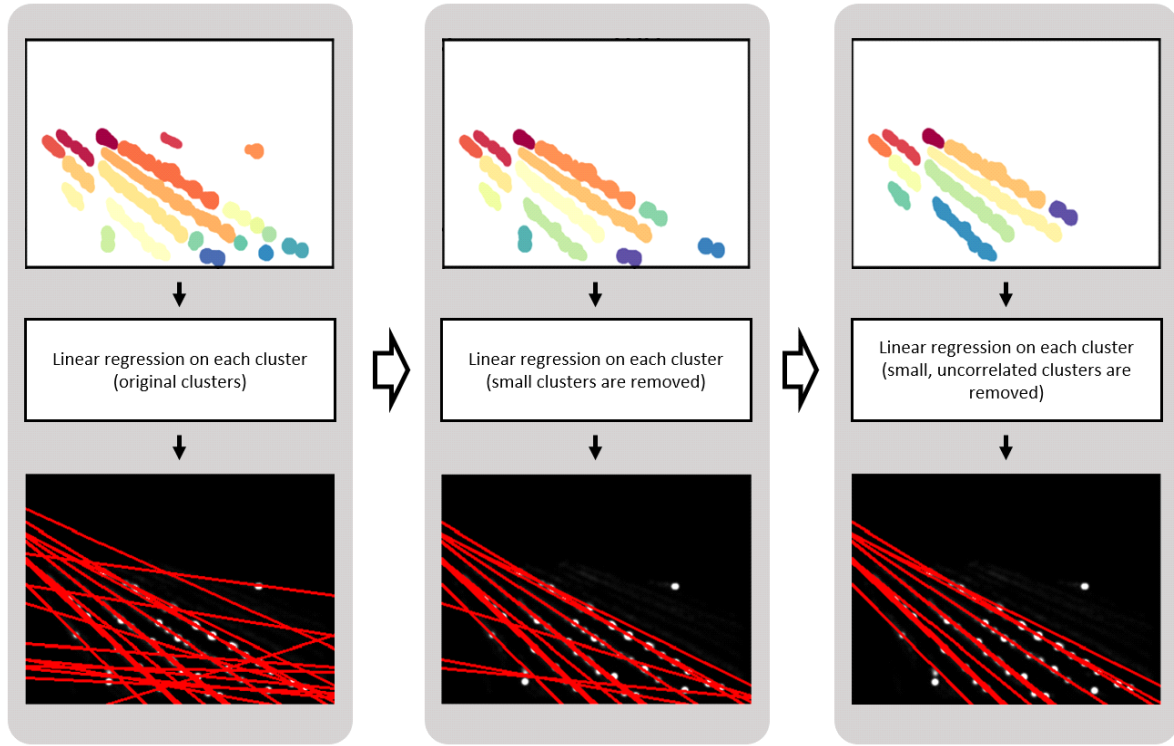 Linear regression on each cluster
(original clusters)
Linear regression on each cluster
(small clusters are removed)
Linear regression on each cluster
(small, uncorrelated clusters are
removed)